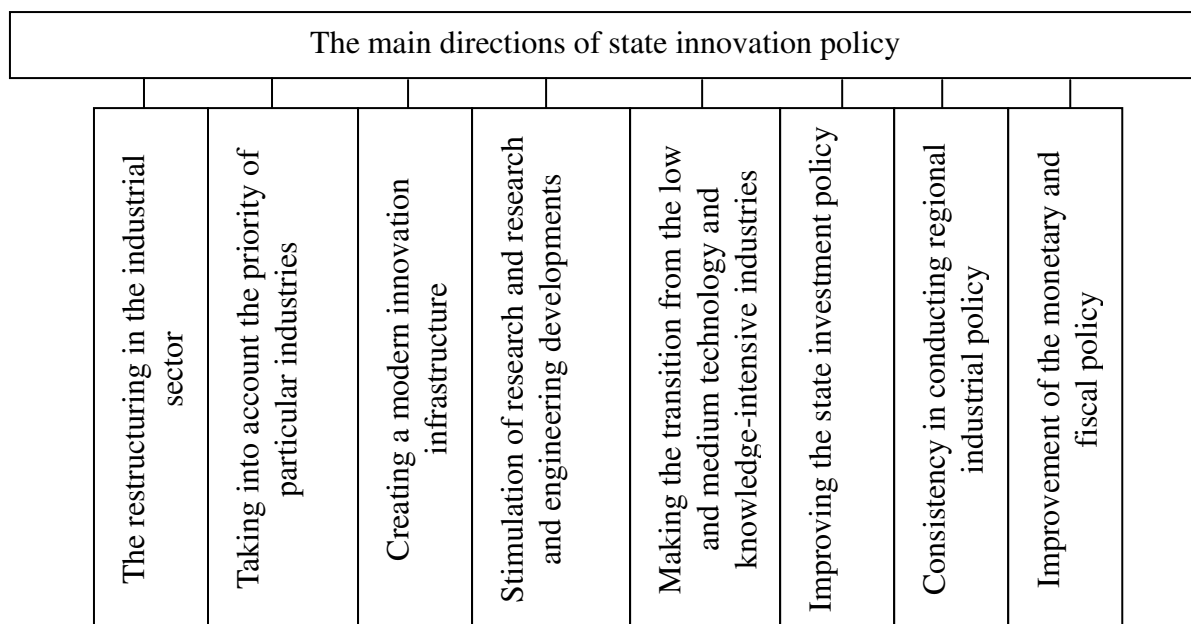 The main directions of state innovation policy
The restructuring in the industrial
sector
Taking into account the priority of
particular industries
Creating a modern innovation
infrastructure
Stimulation of research and research
and engineering developments
Making the transition from the low
and medium technology and
knowledge-intensive industries
Improving the state investment policy
Consistency in conducting regional
industrial policy
Improvement of the monetary and
fiscal policy